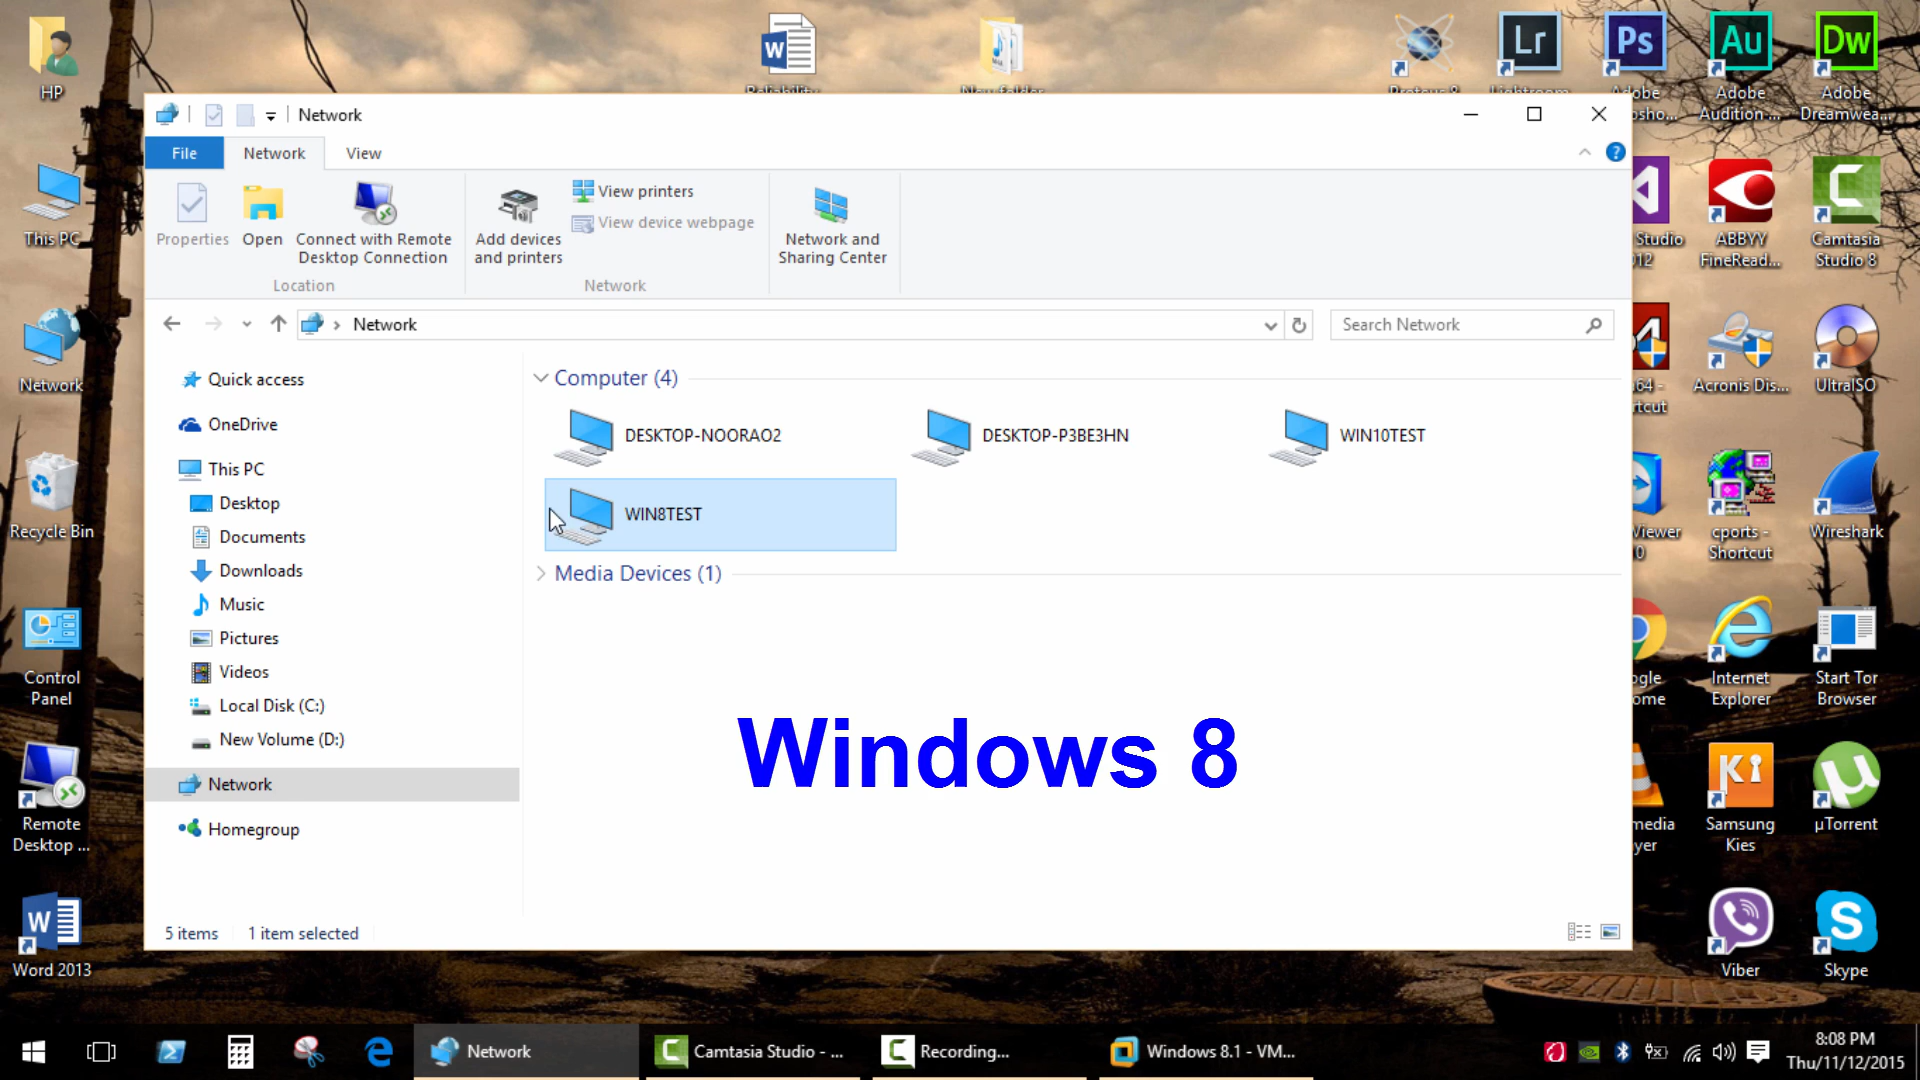 HP
This PC
Network
Recycle Bin
Control
Panel
Remote
Desktop ...
Word 2013
Lr
Ps
Au
Dw
Adobe
Audition ...
Adobe
Dreamwea...
Network
File
Network
View
Properties
Open
Connect with Remote
Desktop Connection
Location
Add devices
and printers
View printers
View device webpage
Network
Network and
Sharing Center
Network
Search Network
Quick access
OneDrive
This PC
Desktop
Documents
Downloads
Music
Pictures
Videos
Local Disk (C:)
New Volume (D:)
Network
Homegroup
Computer (4)
DESKTOP-NOORAO2
DESKTOP-P3BE3HN
WIN10TEST
WIN8TEST
Media Devices (1)
Windows 8
5 items
1 item selected
Studio
012
ABBYY
FineRead...
Camtasia
Studio 8
Acronis Dis...
UltraISO
cports -
Shortcut
Wireshark
Internet
Explorer
Start Tor
Browser
Samsung
Kies
µTorrent
Viber
Skype
Network
Camtasia Studio - ...
Recording...
Windows 8.1 - VM...
8:08 PM
Thu/11/12/2015